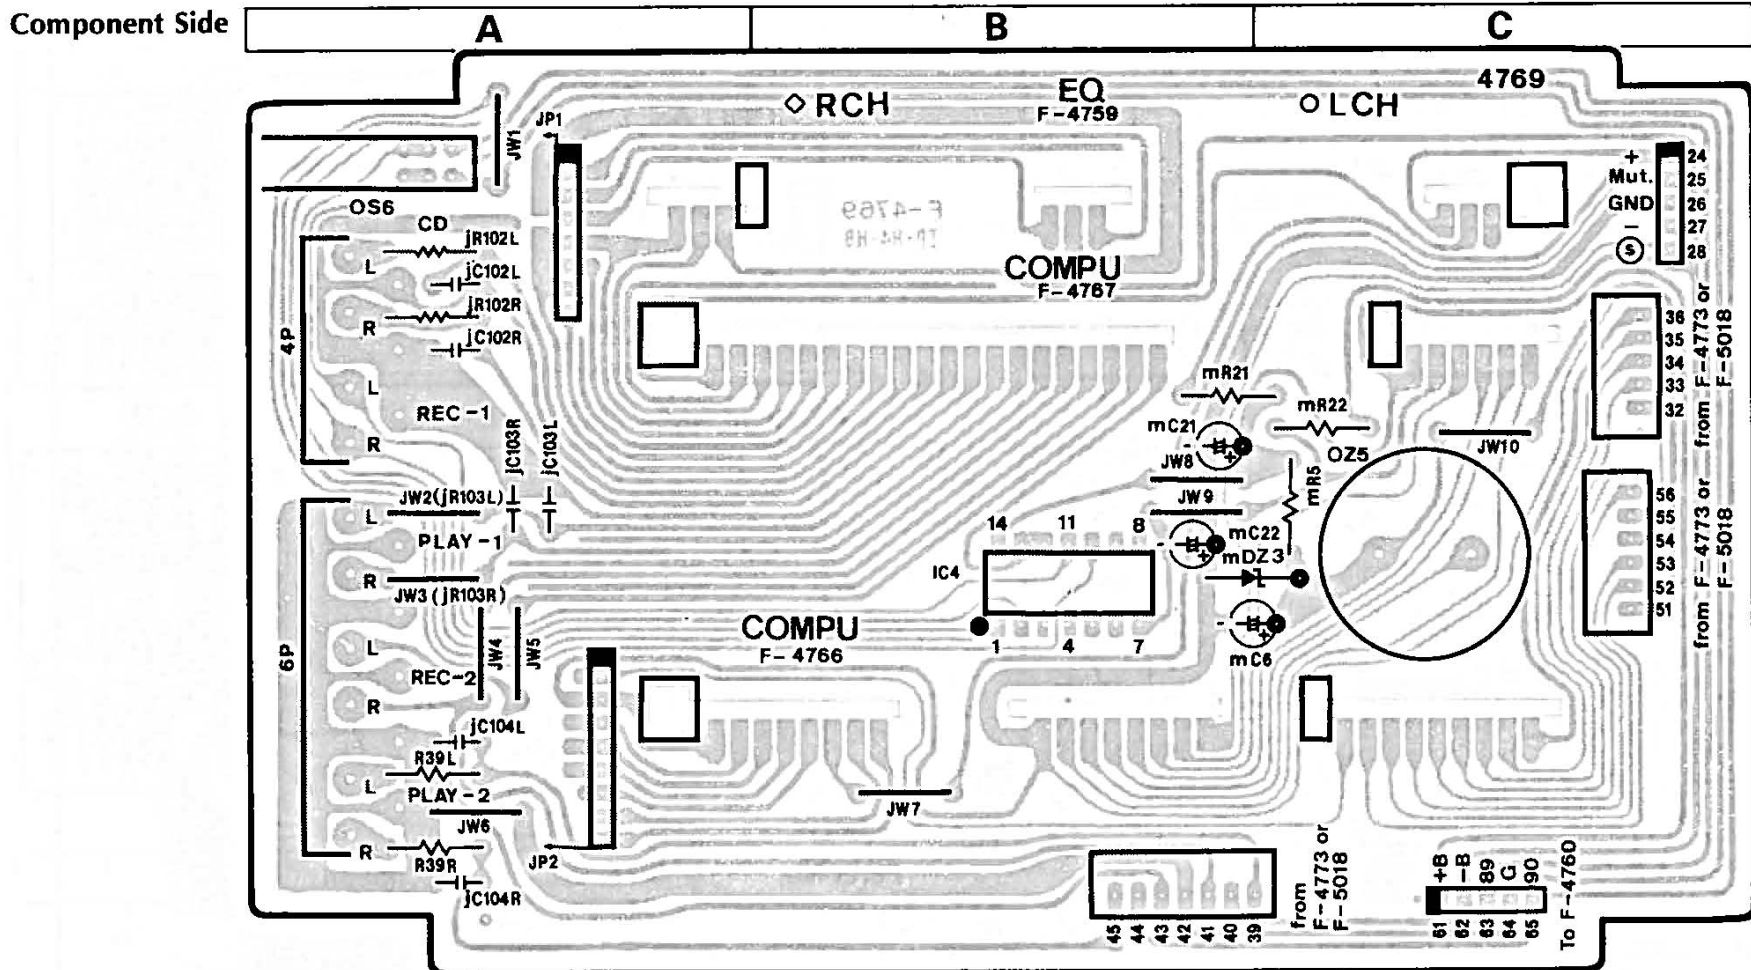 Component Side
A
B
C
4769
EQ
F-4759
◇ RCH
○ LCH
JW1
JP1
OS6
CD
jR102L
L
jC102L
jR102R
R
jC102R
4P
L
REC-1
R
jC103R
jC103L
JW2(jR103L)
L
PLAY-1
R
JW3(jR103R)
6P
L
REC-2
R
JW4
JW5
jC104L
R39L
L
PLAY-2
JW6
R
R39R
jC104R
JP2
F-4769
COMPU
F-4767
+
Mut.
GND
-
S
24
25
26
27
28
36
35
34
33
32
from F-4773 or
F-5018
mR21
mR22
mC21
JW8
OZ5
JW10
mR5
JW9
mC22
mDZ3
mC6
14
11
8
IC4
1
4
7
COMPU
F-4766
56
55
54
53
52
51
from F-4773 or
F-5018
JW7
45
44
43
42
41
40
39
from
F-4773 or
F-5018
+B
-B
89
G
90
61
62
63
64
65
To F-4760